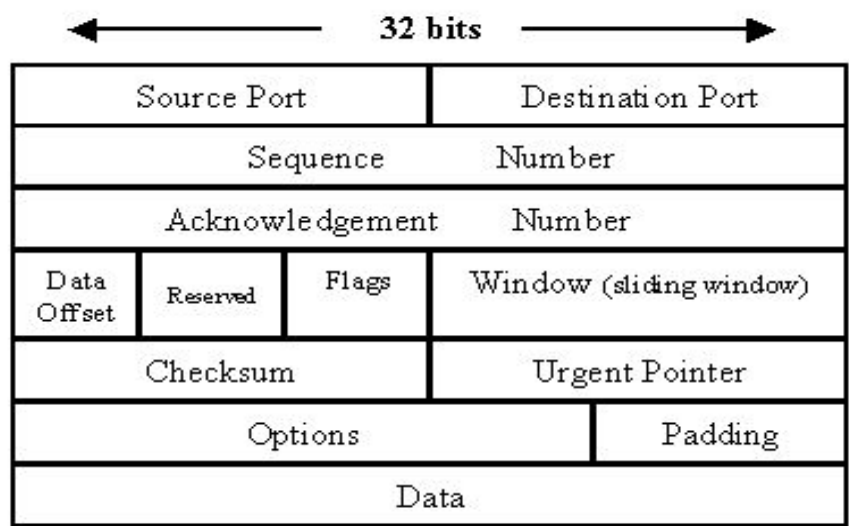 32 bits
Source Port
Destination Port
Sequence Number
Acknowledgement Number
Data
Offset
Reserved
Flags
Window (sliding window)
Checksum
Urgent Pointer
Options
Padding
Data